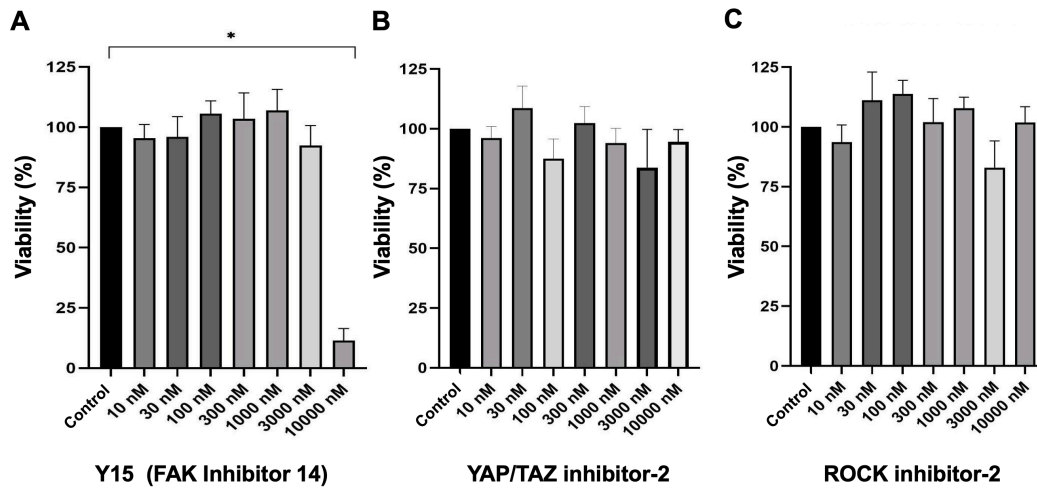 A
*
125
100
75
50
25
0
Viability (%)
Control
10 nM
30 nM
100 nM
300 nM
1000 nM
3000 nM
10000 nM
Y15 (FAK Inhibitor 14)
B
125
100
75
50
25
0
Viability (%)
Control
10 nM
30 nM
100 nM
300 nM
1000 nM
3000 nM
10000 nM
YAP/TAZ inhibitor-2
C
125
100
75
50
25
0
Viability (%)
Control
10 nM
30 nM
100 nM
300 nM
1000 nM
3000 nM
10000 nM
ROCK inhibitor-2